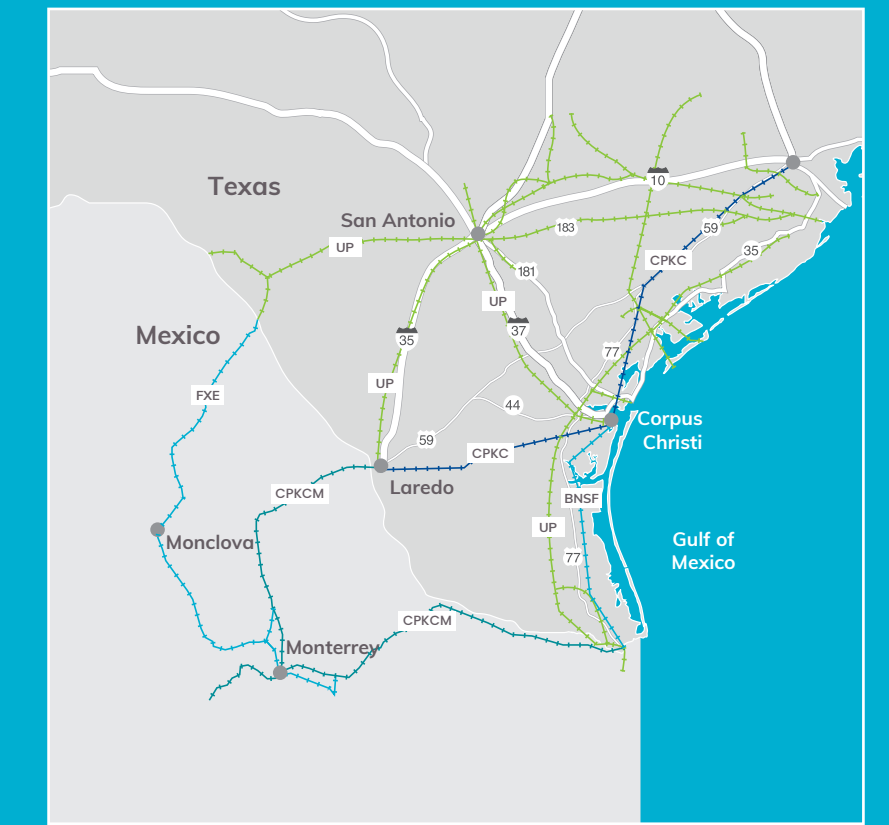 10
Texas
San Antonio
183
59
UP
35
CPKC
181
UP
37
Mexico
35
77
UP
FXE
44
Corpus
Christi
59
CPKC
Laredo
CPKCM
BNSF
UP
Monclova
Gulf of
Mexico
77
CPKCM
Monterrey